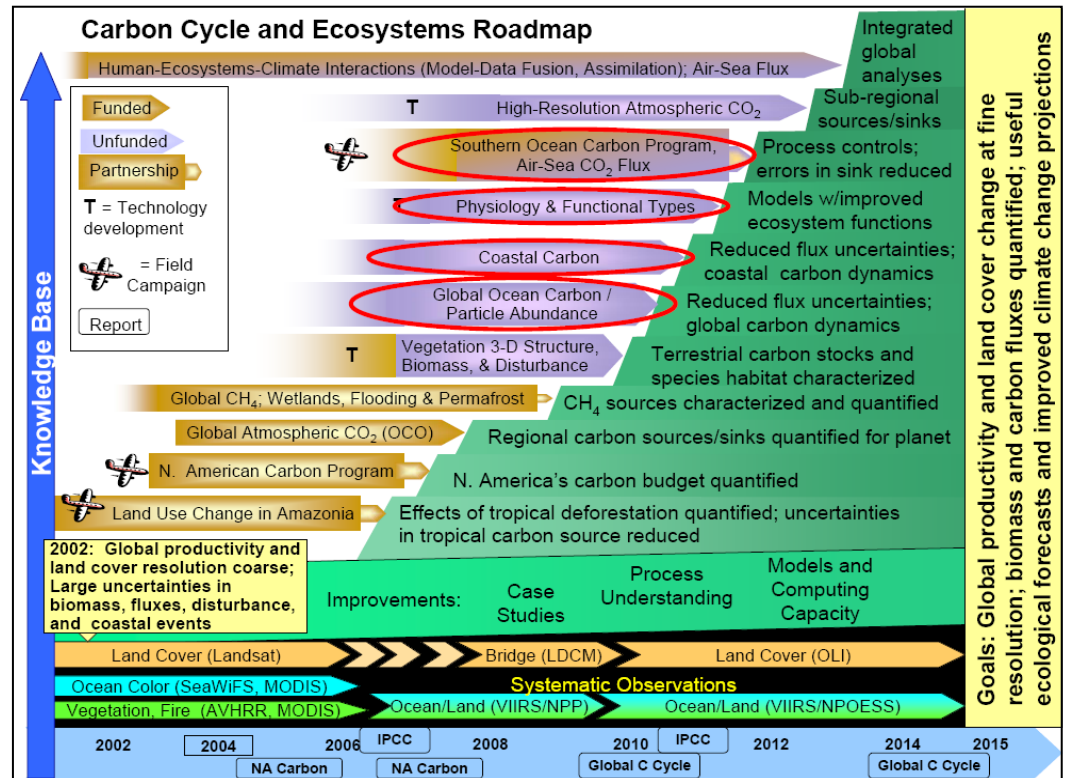 Carbon Cycle and Ecosystems Roadmap
Integrated
global
analyses
Human-Ecosystems-Climate Interactions (Model-Data Fusion, Assimilation); Air-Sea Flux
Funded
Unfunded
Partnership
T = Technology
development
= Field
Campaign
Report
T
High-Resolution Atmospheric CO₂
Sub-regional
sources/sinks
Southern Ocean Carbon Program,
Air-Sea CO₂ Flux
Process controls;
errors in sink reduced
Physiology & Functional Types
Models w/improved
ecosystem functions
Coastal Carbon
Reduced flux uncertainties;
coastal carbon dynamics
Global Ocean Carbon /
Particle Abundance
Reduced flux uncertainties;
global carbon dynamics
T
Vegetation 3-D Structure,
Biomass, & Disturbance
Terrestrial carbon stocks and
species habitat characterized
Global CH₄; Wetlands, Flooding & Permafrost
CH₄ sources characterized and quantified
Global Atmospheric CO₂ (OCO)
Regional carbon sources/sinks quantified for planet
N. American Carbon Program
N. America's carbon budget quantified
Land Use Change in Amazonia
Effects of tropical deforestation quantified; uncertainties
in tropical carbon source reduced
Knowledge Base
2002: Global productivity and
land cover resolution coarse;
Large uncertainties in
biomass, fluxes, disturbance,
and coastal events
Improvements:
Case
Studies
Process
Understanding
Models and
Computing
Capacity
Land Cover (Landsat)
Bridge (LDCM)
Land Cover (OLI)
Ocean Color (SeaWiFS, MODIS)
Systematic Observations
Vegetation, Fire (AVHRR, MODIS)
Ocean/Land (VIIRS/NPP)
Ocean/Land (VIIRS/NPOESS)
2002
2004
2006
IPCC
2008
2010
IPCC
2012
2014
2015
NA Carbon
NA Carbon
Global C Cycle
Global C Cycle
Goals: Global productivity and land cover change at fine
resolution; biomass and carbon fluxes quantified; useful
ecological forecasts and improved climate change projections